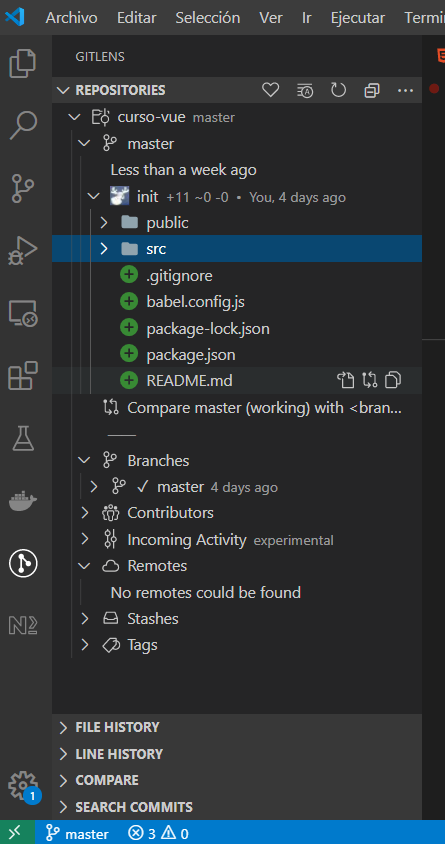 Archivo Editar Selección Ver Ir Ejecutar
GITLENS
REPOSITORIES
curso-vue master
master
Less than a week ago
init +11 ~0 -0 • You, 4 days ago
public
src
.gitignore
babel.config.js
package-lock.json
package.json
README.md
Compare master (working) with <bran...
Branches
✓ master 4 days ago
Contributors
Incoming Activity experimental
Remotes
No remotes could be found
Stashes
Tags
FILE HISTORY
LINE HISTORY
COMPARE
SEARCH COMMITS
1
master 3 0